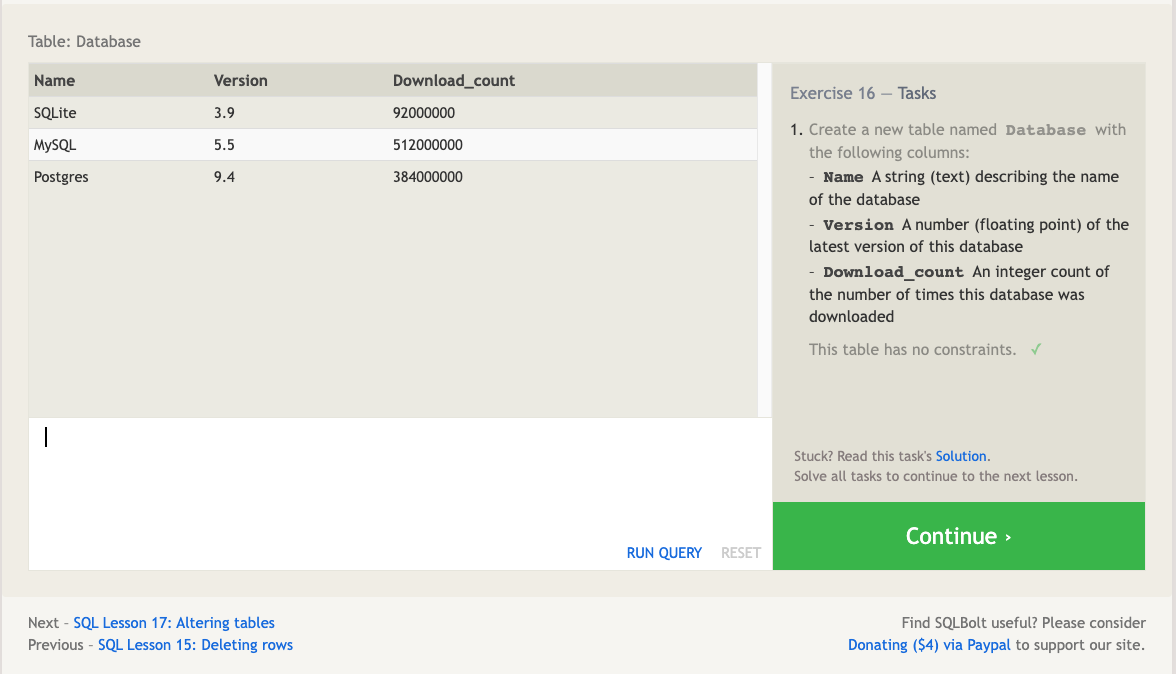 Table: Database
Name Version Download_count
SQLite 3.9 92000000
MySQL 5.5 512000000
Postgres 9.4 384000000
RUN QUERY RESET
Exercise 16 — Tasks
1. Create a new table named Database with
the following columns:
- Name A string (text) describing the name
of the database
- Version A number (floating point) of the
latest version of this database
- Download_count An integer count of
the number of times this database was
downloaded
This table has no constraints. ✓
Stuck? Read this task's Solution.
Solve all tasks to continue to the next lesson.
Continue ›
Next – SQL Lesson 17: Altering tables
Previous – SQL Lesson 15: Deleting rows
Find SQLBolt useful? Please consider
Donating ($4) via Paypal to support our site.